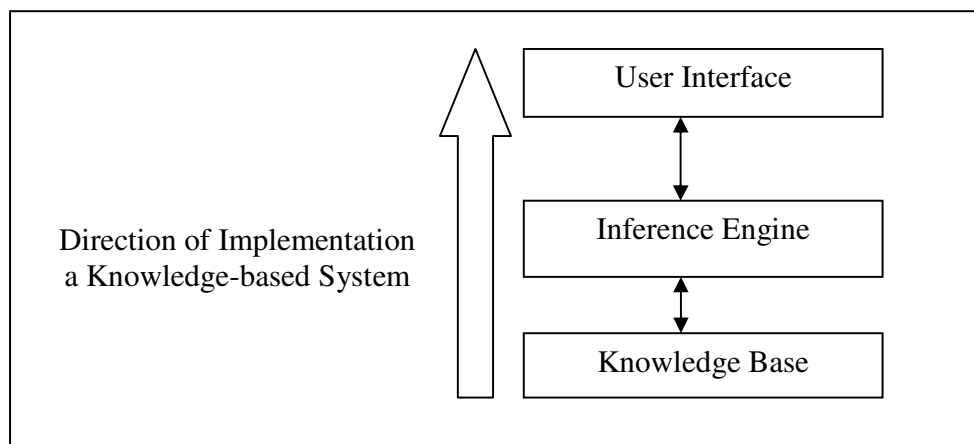 User Interface
Inference Engine
Direction of Implementation
a Knowledge-based System
Knowledge Base